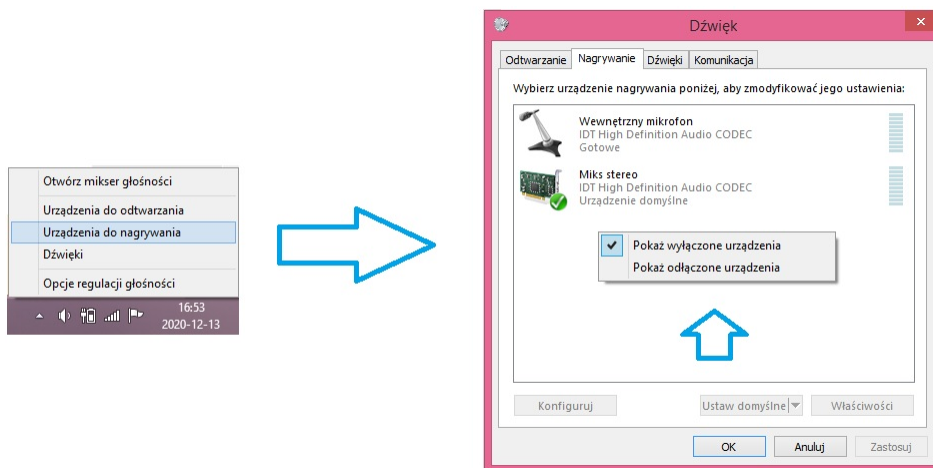 Otwórz mikser głośności
Urządzenia do odtwarzania
Urządzenia do nagrywania
Dźwięki
Opcje regulacji głośności
16:53
2020-12-13
Dźwięk
Odtwarzanie Nagrywanie Dźwięki Komunikacja
Wybierz urządzenie nagrywania poniżej, aby zmodyfikować jego ustawienia:
Wewnętrzny mikrofon
IDT High Definition Audio CODEC
Gotowe
Miks stereo
IDT High Definition Audio CODEC
Urządzenie domyślne
Pokaż wyłączone urządzenia
Pokaż odłączone urządzenia
Konfiguruj Ustaw domyślne Właściwości
OK Anuluj Zastosuj